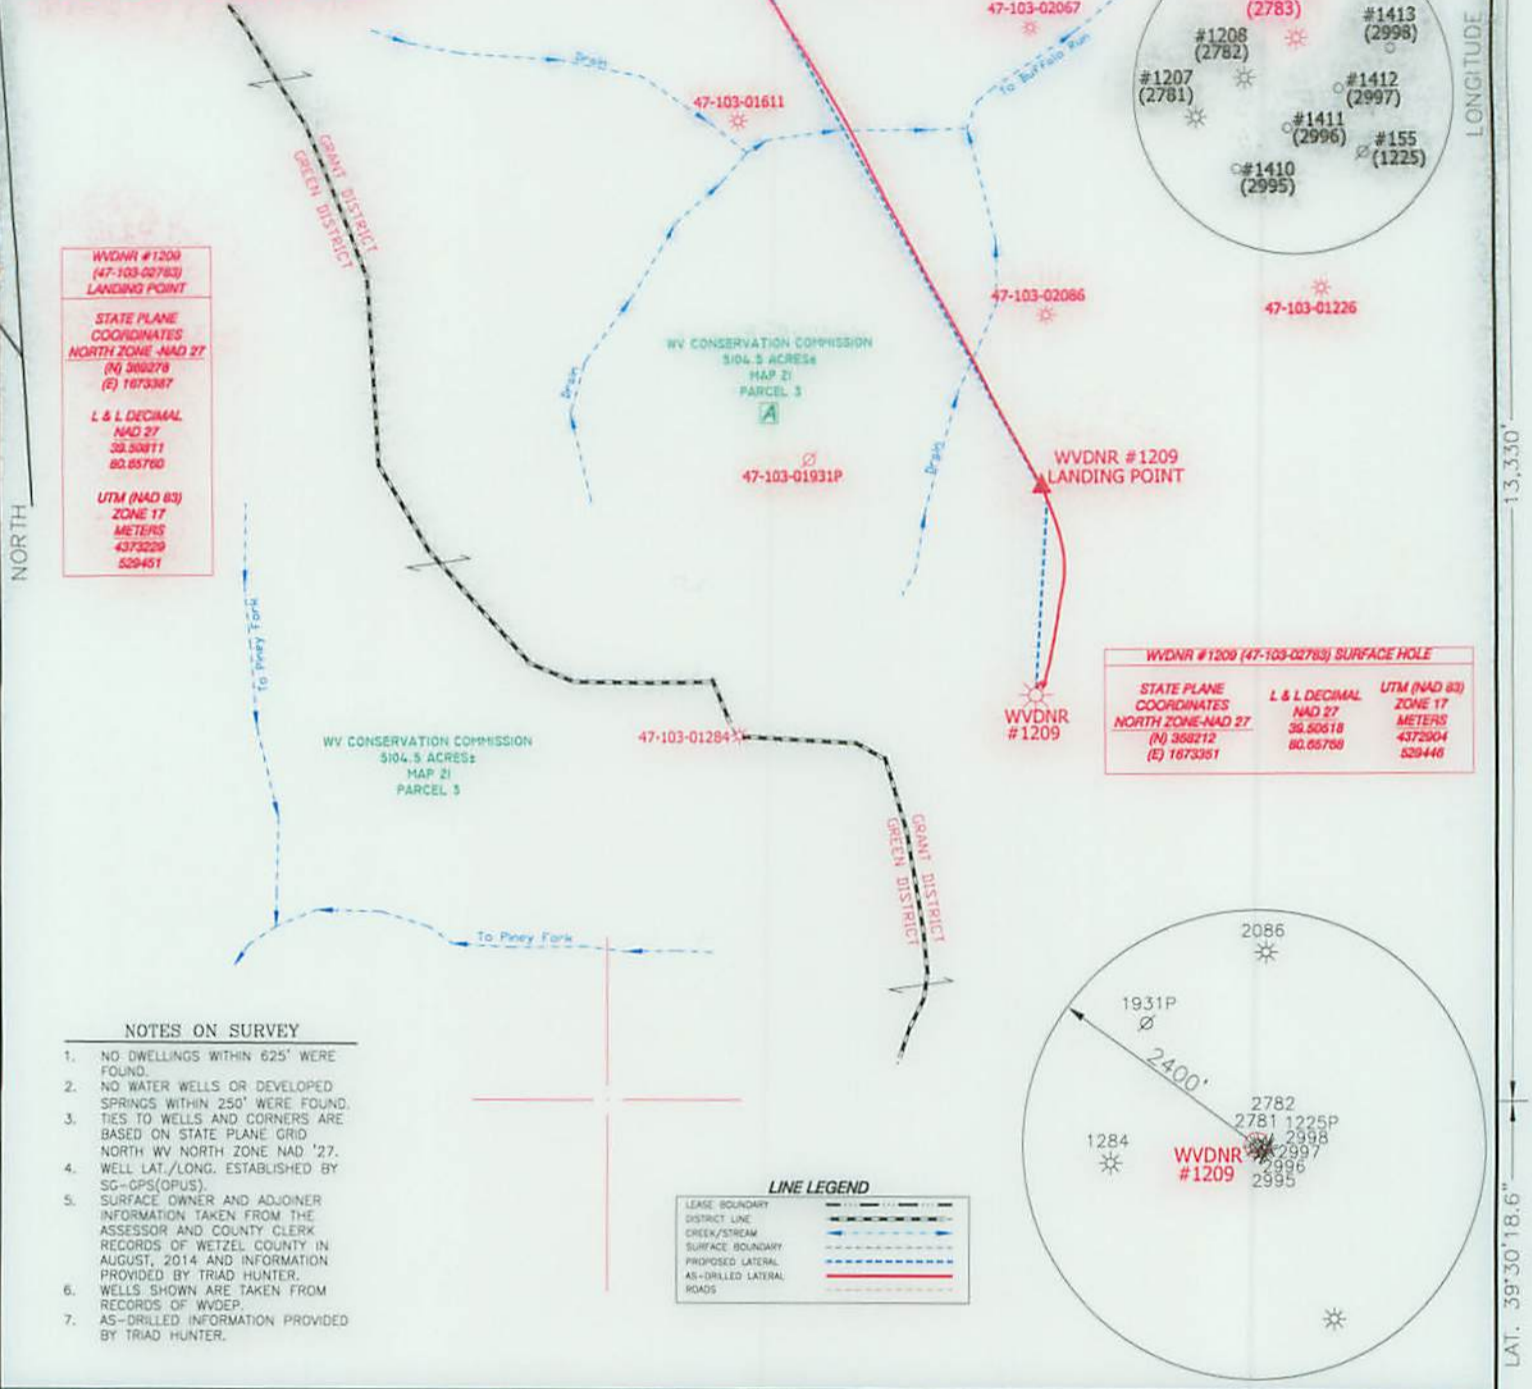 47-103-02067
(2783)
#1413
(2998)
#1208
(2782)
#1207
(2781)
#1412
(2997)
#1411
(2996)
#155
(1225)
#1410
(2995)
LONGITUDE
Drain
To Buffalo Run
47-103-01611
GRANT DISTRICT
GREEN DISTRICT
WVDNR #1209
(47-103-02783)
LANDING POINT
STATE PLANE
COORDINATES
NORTH ZONE -NAD 27
(E) 1673387
L & L DECIMAL
NAD 27
39.50811
80.65760
UTM (NAD 83)
ZONE 17
METERS
4373229
529451
NORTH
47-103-02086
47-103-01226
WV CONSERVATION COMMISSION
5104.5 ACRES±
MAP 21
PARCEL 3
A
Drain
47-103-01931P
Drain
WVDNR #1209
LANDING POINT
13,330'
To Piney Fork
WVDNR #1209 (47-103-02783) SURFACE HOLE
STATE PLANE
COORDINATES
NORTH ZONE-NAD 27
(E) 1673351
L & L DECIMAL
NAD 27
80.65768
UTM (NAD 83)
ZONE 17
METERS
4372904
529446
WVDNR
#1209
47-103-01284
WV CONSERVATION COMMISSION
5104.5 ACRES±
MAP 21
PARCEL 3
GRANT DISTRICT
GREEN DISTRICT
To Piney Fork
2086
1931P
2400'
2782
2781 1225P
2998
2997
2996
2995
1284
WVDNR
#1209
NOTES ON SURVEY
1. NO DWELLINGS WITHIN 625' WERE
FOUND.
2. NO WATER WELLS OR DEVELOPED
SPRINGS WITHIN 250' WERE FOUND.
3. TIES TO WELLS AND CORNERS ARE
BASED ON STATE PLANE GRID
NORTH WV NORTH ZONE NAD '27.
4. WELL LAT./LONG. ESTABLISHED BY
SG-GPS(OPUS).
5. SURFACE OWNER AND ADJOINER
INFORMATION TAKEN FROM THE
ASSESSOR AND COUNTY CLERK
RECORDS OF WETZEL COUNTY IN
AUGUST, 2014 AND INFORMATION
PROVIDED BY TRIAD HUNTER.
6. WELLS SHOWN ARE TAKEN FROM
RECORDS OF WVDEP.
7. AS-DRILLED INFORMATION PROVIDED
BY TRIAD HUNTER.
LINE LEGEND
LEASE BOUNDARY
DISTRICT LINE
CREEK/STREAM
SURFACE BOUNDARY
PROPOSED LATERAL
AS-DRILLED LATERAL
ROADS
LAT. 39°30'18.6"